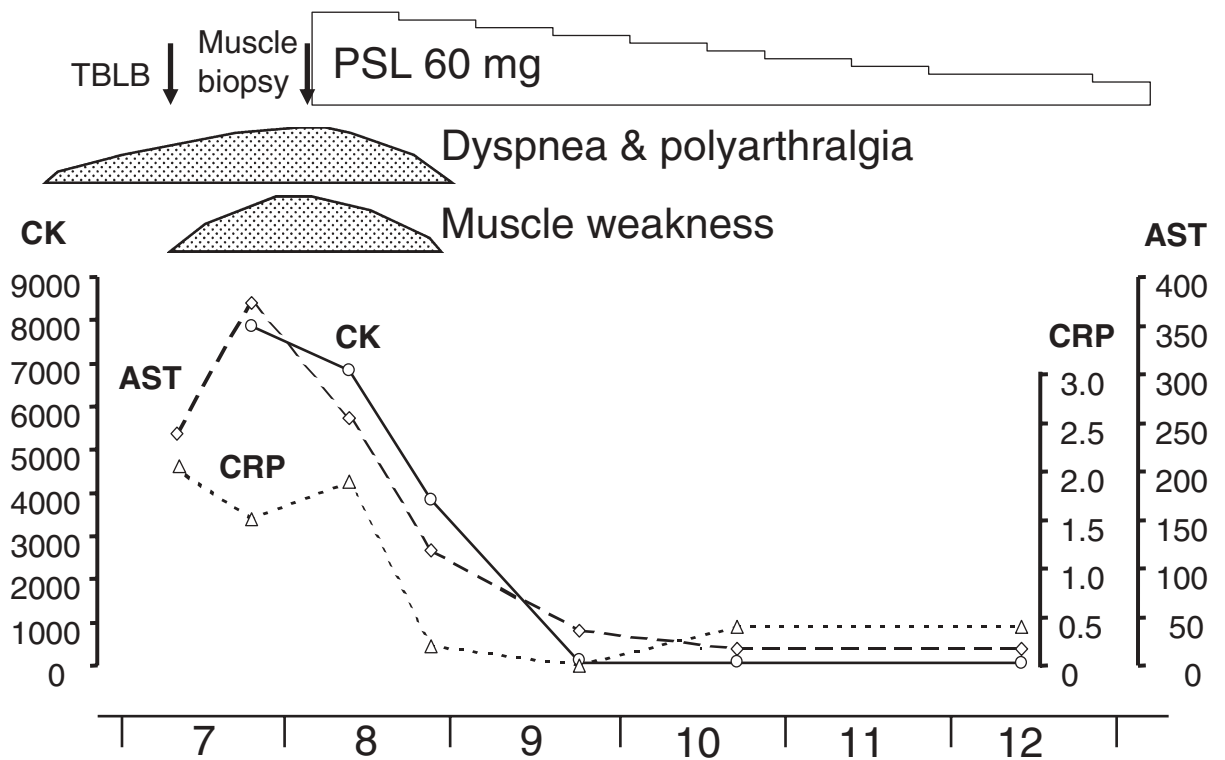 TBLB
Muscle
biopsy
PSL 60 mg
Dyspnea & polyarthralgia
Muscle weakness
CK
AST
9000
8000
7000
6000
5000
4000
3000
2000
1000
0
CK
AST
CRP
CRP
3.0
2.5
2.0
1.5
1.0
0.5
0
400
350
300
250
200
150
100
50
0
7 8 9 10 11 12